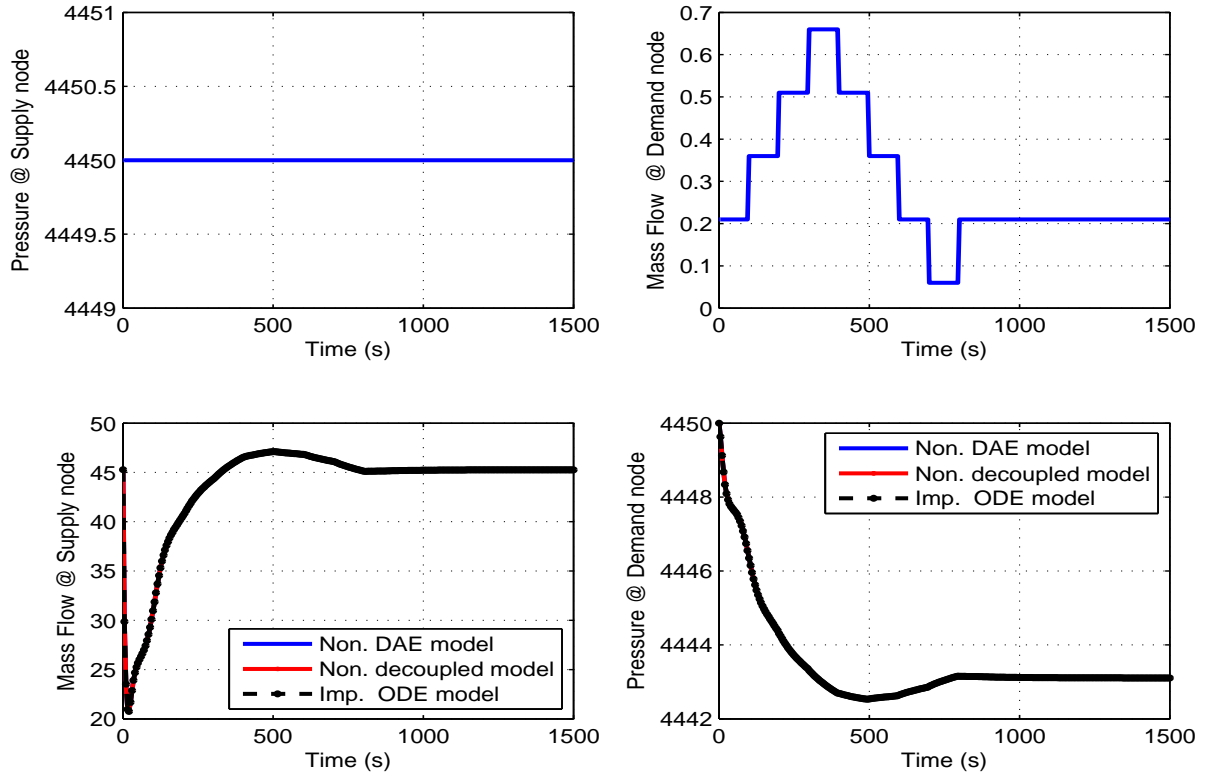 4451
4450.5
4450
4449.5
4449
0
500
1000
1500
Time (s)
Pressure @ Supply node
0.7
0.6
0.5
0.4
0.3
0.2
0.1
0
0
500
1000
1500
Time (s)
Mass Flow @ Demand node
50
45
40
35
30
25
20
0
500
1000
1500
Time (s)
Mass Flow @ Supply node
Non. DAE model
Non. decoupled model
Imp. ODE model
4450
4448
4446
4444
4442
0
500
1000
1500
Time (s)
Pressure @ Demand node
Non. DAE model
Non. decoupled model
Imp. ODE model